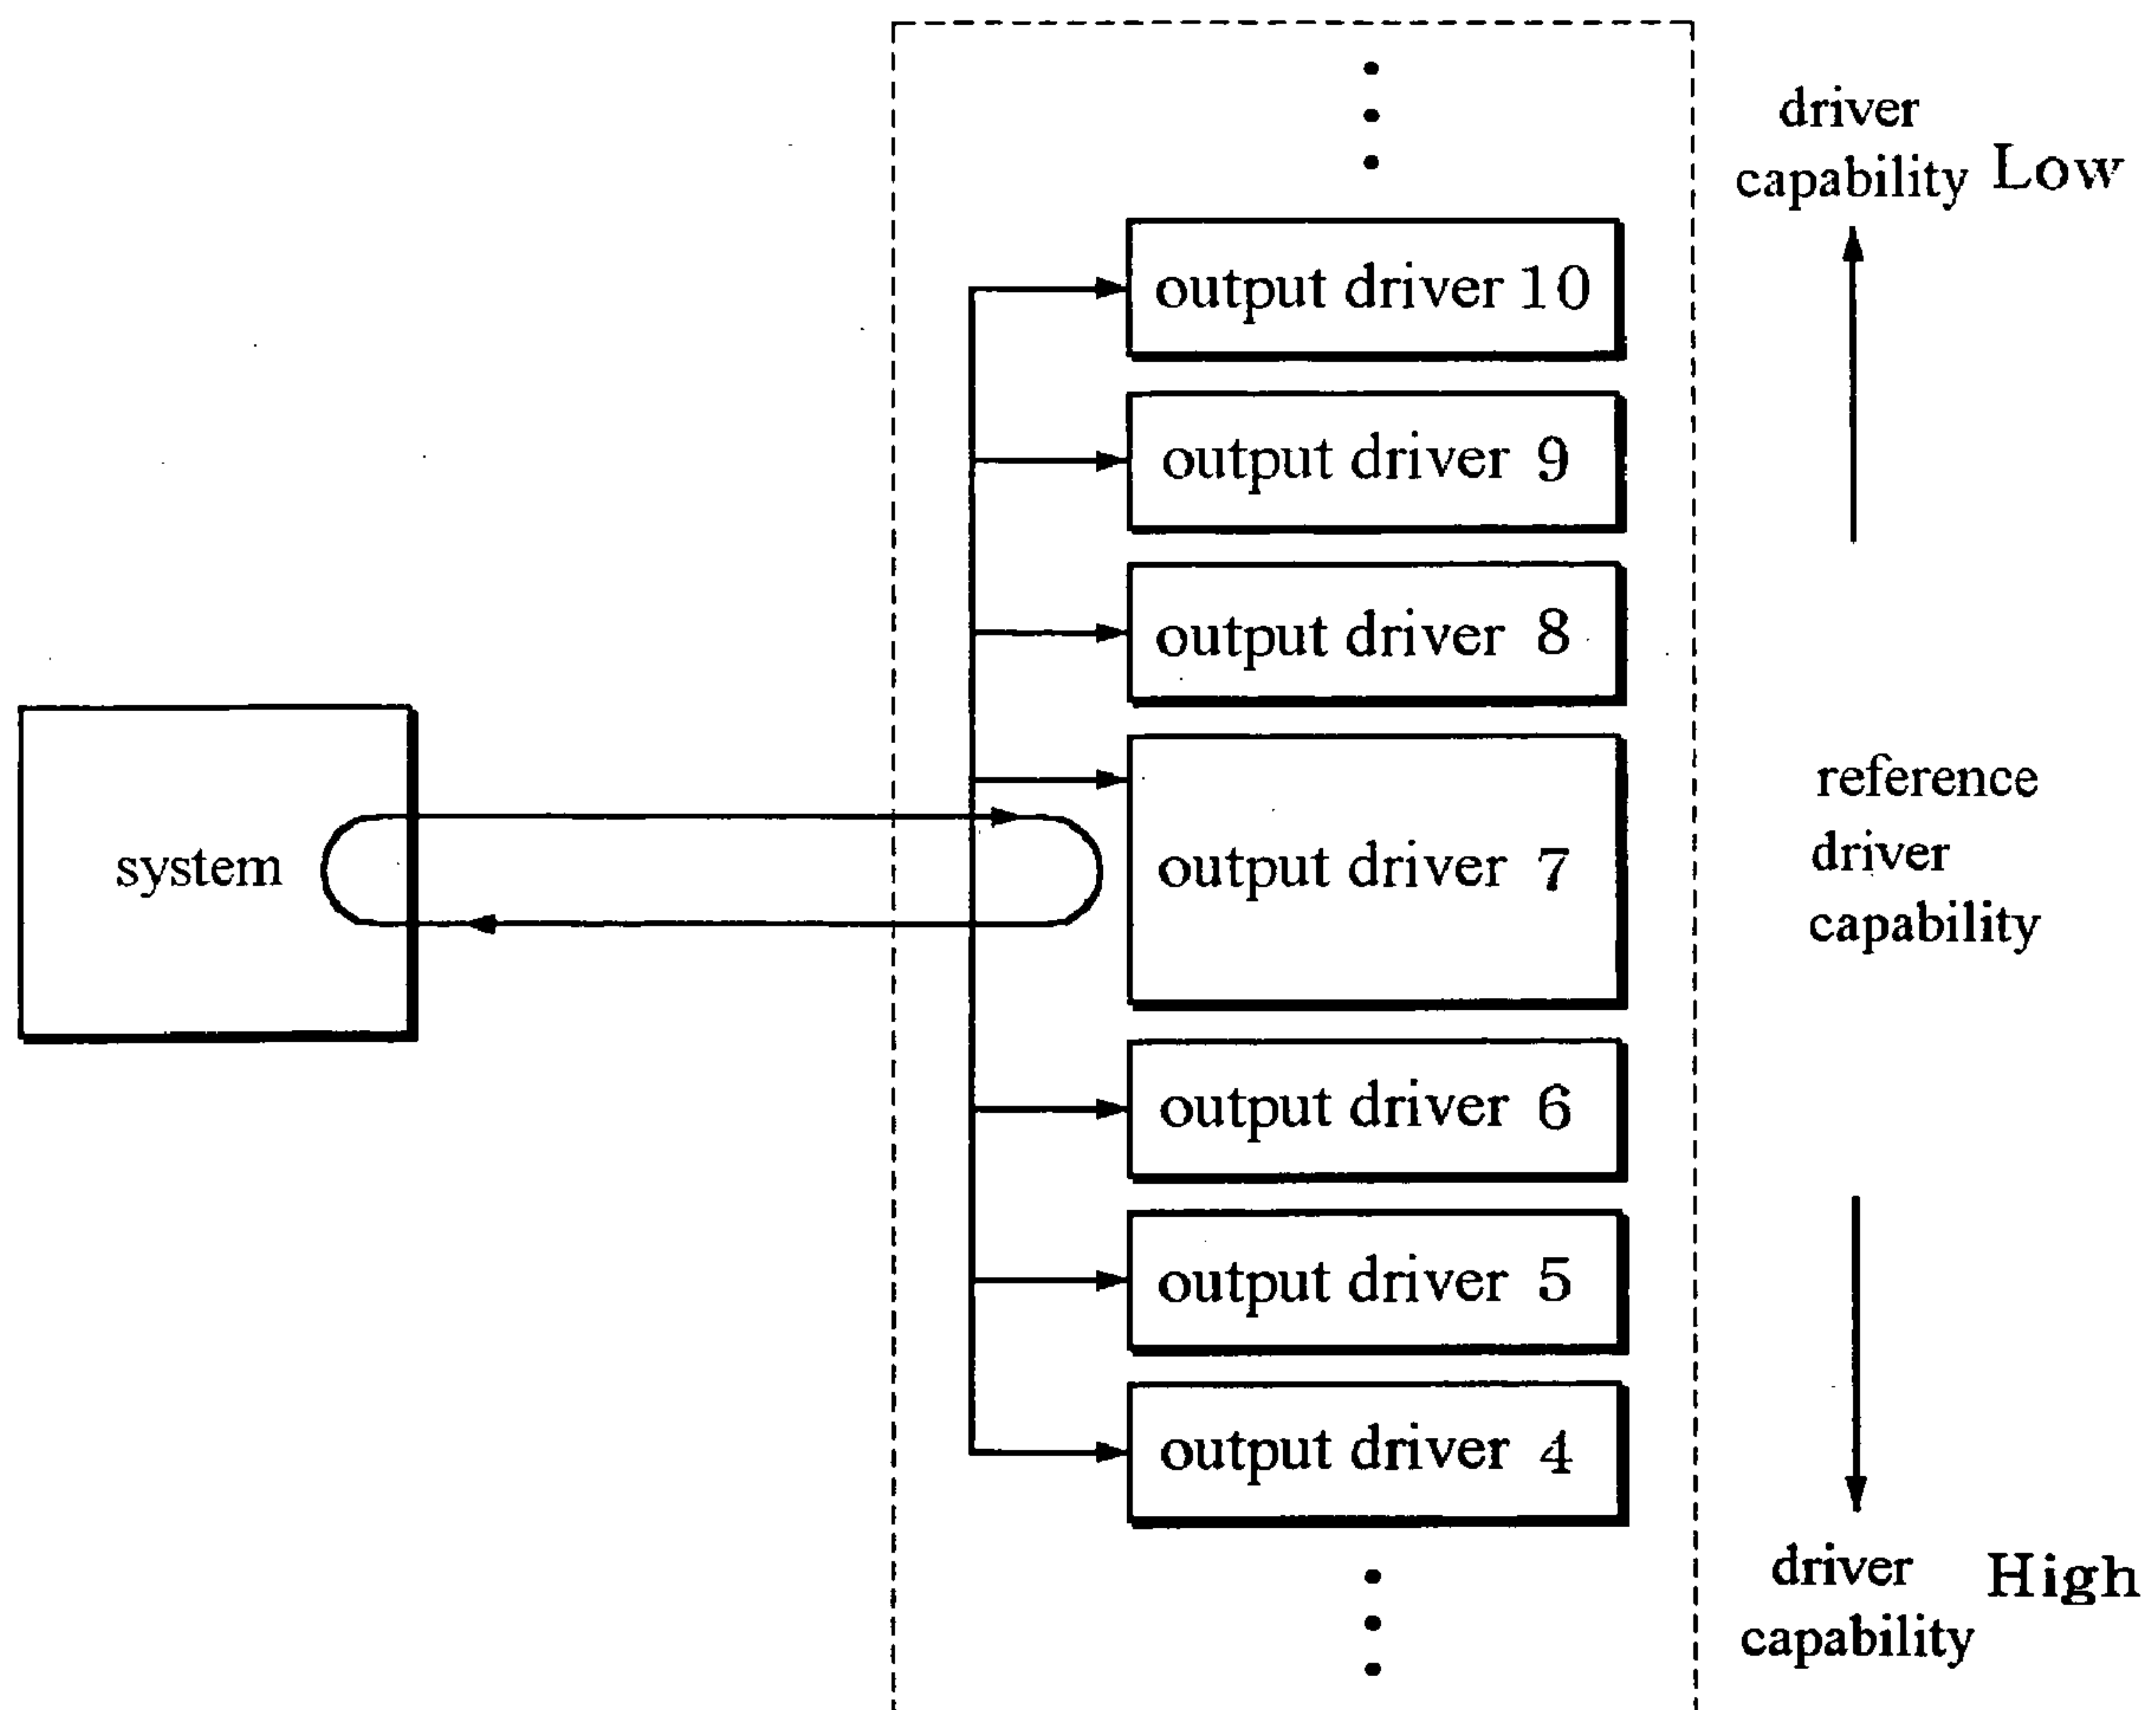 driver
capability Low
output driver 10
output driver 9
output driver 8
system
output driver 7
reference
driver
capability
output driver 6
output driver 5
output driver 4
driver
capability High